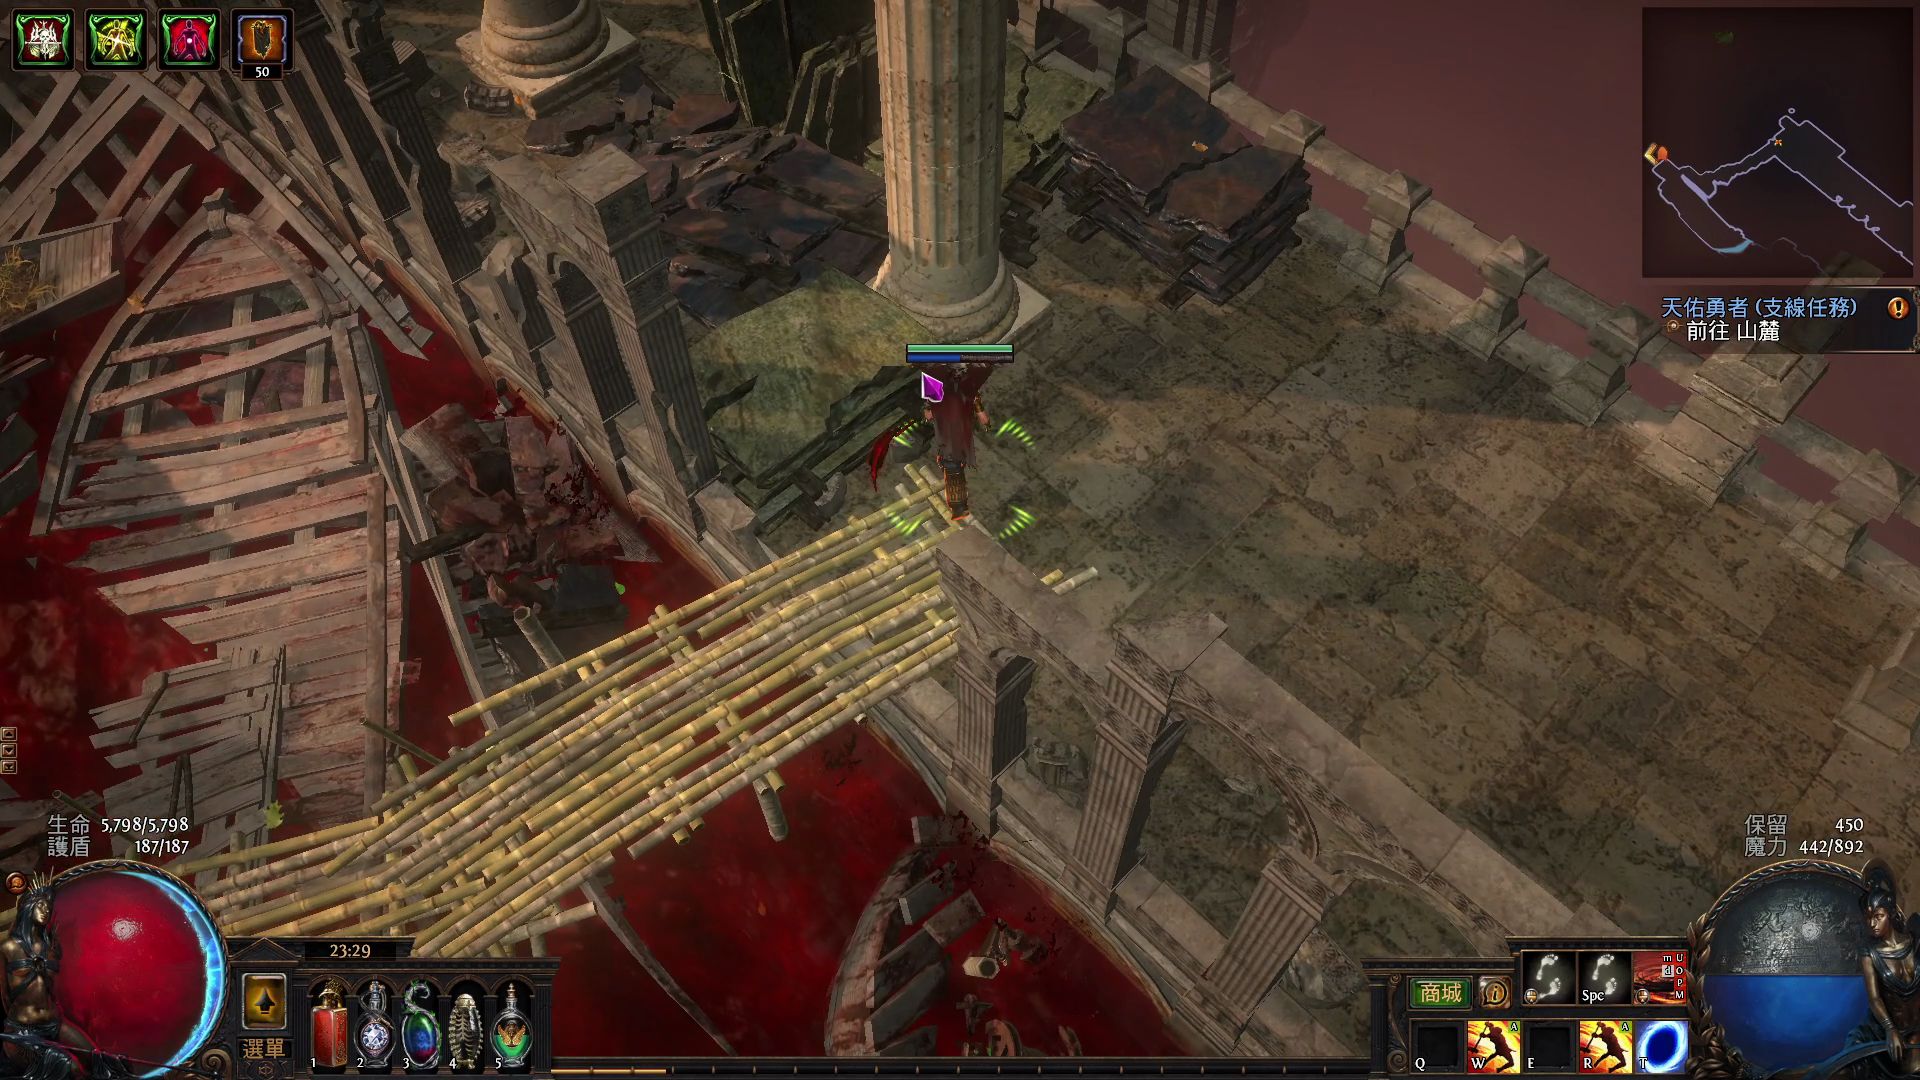 50
天佑勇者 (支線任務)
前往 山麓
生命 5,798/5,798
護盾 187/187
保留 450
魔力 442/892
23:29
選單
1 2 3 4 5
商城
Spc
m U
d O
P
M
Q W A E R A T